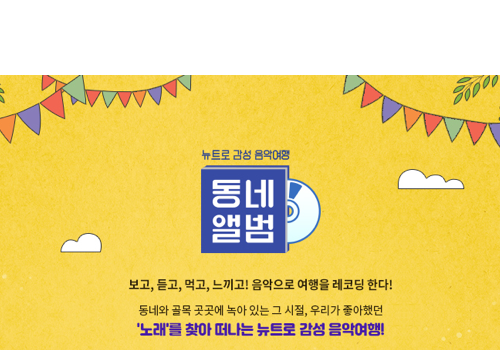 뉴트로 감성 음악여행
동네
앨범
보고, 듣고, 먹고, 느끼고! 음악으로 여행을 레코딩 한다!
동네와 골목 곳곳에 녹아 있는 그 시절, 우리가 좋아했던
'노래'를 찾아 떠나는 뉴트로 감성 음악여행!